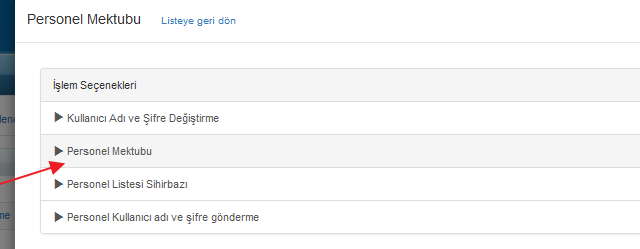 Personel Mektubu Listeye geri dön
İşlem Seçenekleri
Kullanıcı Adı ve Şifre Değiştirme
Personel Mektubu
Personel Listesi Sihirbazı
Personel Kullanıcı adı ve şifre gönderme